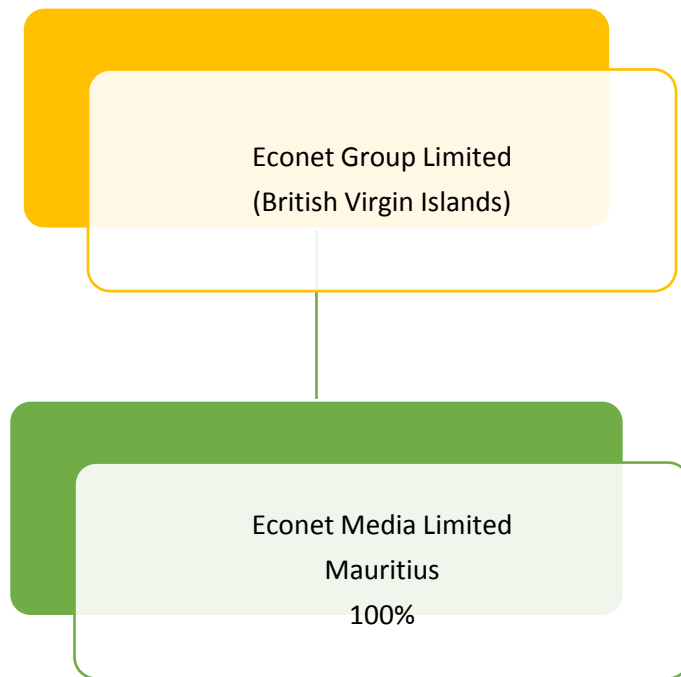 Econet Group Limited
(British Virgin Islands)
Econet Media Limited
Mauritius
100%